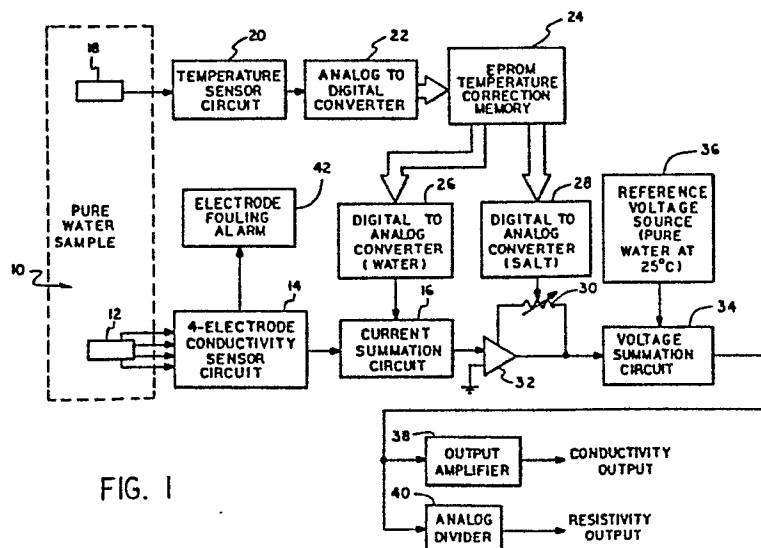 18
20
22
24
TEMPERATURE
SENSOR
CIRCUIT
ANALOG TO
DIGITAL
CONVERTER
EPROM
TEMPERATURE
CORRECTION
MEMORY
42
26
28
36
PURE
WATER
SAMPLE
ELECTRODE
FOULING
ALARM
DIGITAL TO
ANALOG
CONVERTER
(WATER)
DIGITAL TO
ANALOG
CONVERTER
(SALT)
REFERENCE
VOLTAGE
SOURCE
(PURE
WATER AT
25°C)
10
12
14
16
30
34
4-ELECTRODE
CONDUCTIVITY
SENSOR
CIRCUIT
CURRENT
SUMMATION
CIRCUIT
32
VOLTAGE
SUMMATION
CIRCUIT
38
OUTPUT
AMPLIFIER
CONDUCTIVITY
OUTPUT
40
ANALOG
DIVIDER
RESISTIVITY
OUTPUT
FIG. 1